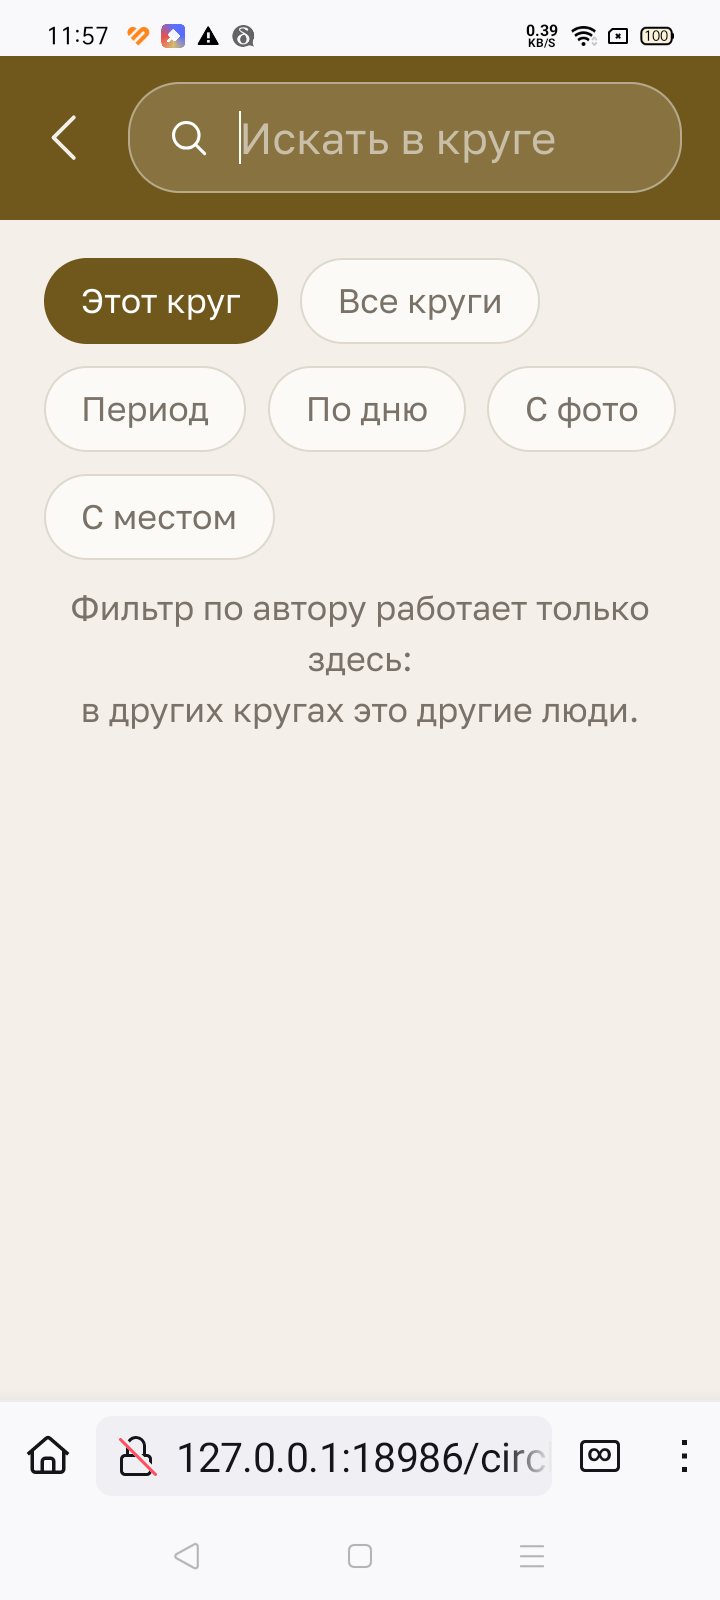 11:57
0.39
KB/S
100
Искать в круге
Этот круг
Все круги
Период
По дню
С фото
С местом
Фильтр по автору работает только
здесь:
в других кругах это другие люди.
127.0.0.1:18986/circ